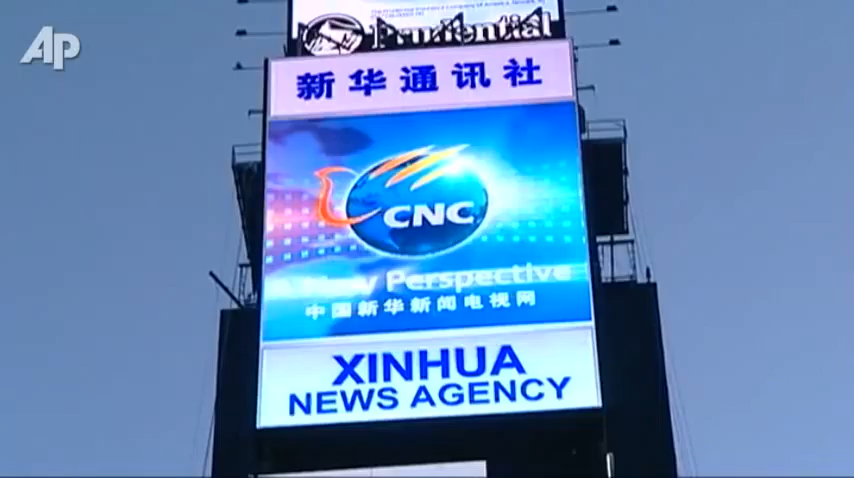 AP
Prudential
新华通讯社
CNC
New Perspective
中国新华新闻电视网
XINHUA
NEWS AGENCY